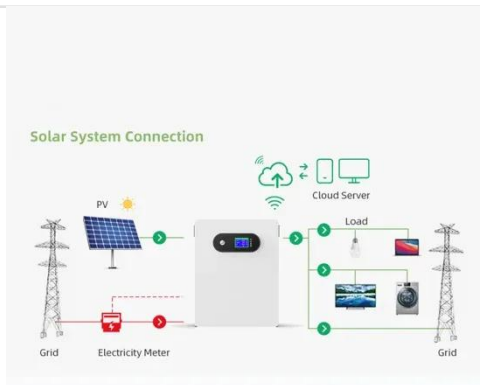 Solar System Connection
Cloud Server
PV
Load
Grid
Electricity Meter
Grid